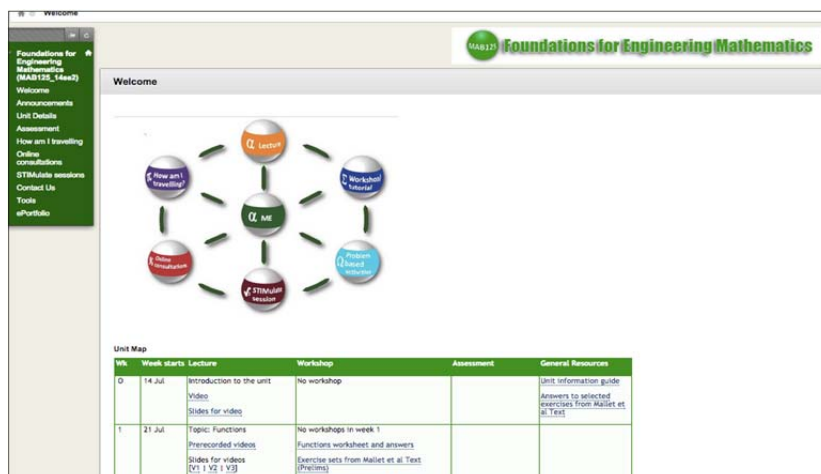 Welcome
Foundations for
Engineering
Mathematics
(MAB125_14se2)
Welcome
Announcements
Unit Details
Assessment
How am I travelling
Online
consultations
STIMulate sessions
Contact Us
Tools
ePortfolio
MAB125 Foundations for Engineering Mathematics
Welcome
α Lecture
π How am I
travelling?
Σ Workshop/
tutorial
α ME
Online
consultation
Ω Problem
based
activities
√ STIMulate
session
Unit Map
Wk Week starts Lecture Workshop Assessment General Resources
0 14 Jul Introduction to the unit No workshop Unit information guide
Video
Slides for video
Answers to selected
exercises from Mallet et
al Text
1 21 Jul Topic: Functions No workshops in week 1
Prerecorded videos Functions worksheet and answers
Slides for videos Exercise sets from Mallet et al Text
[V1 | V2 | V3] (Prelims)